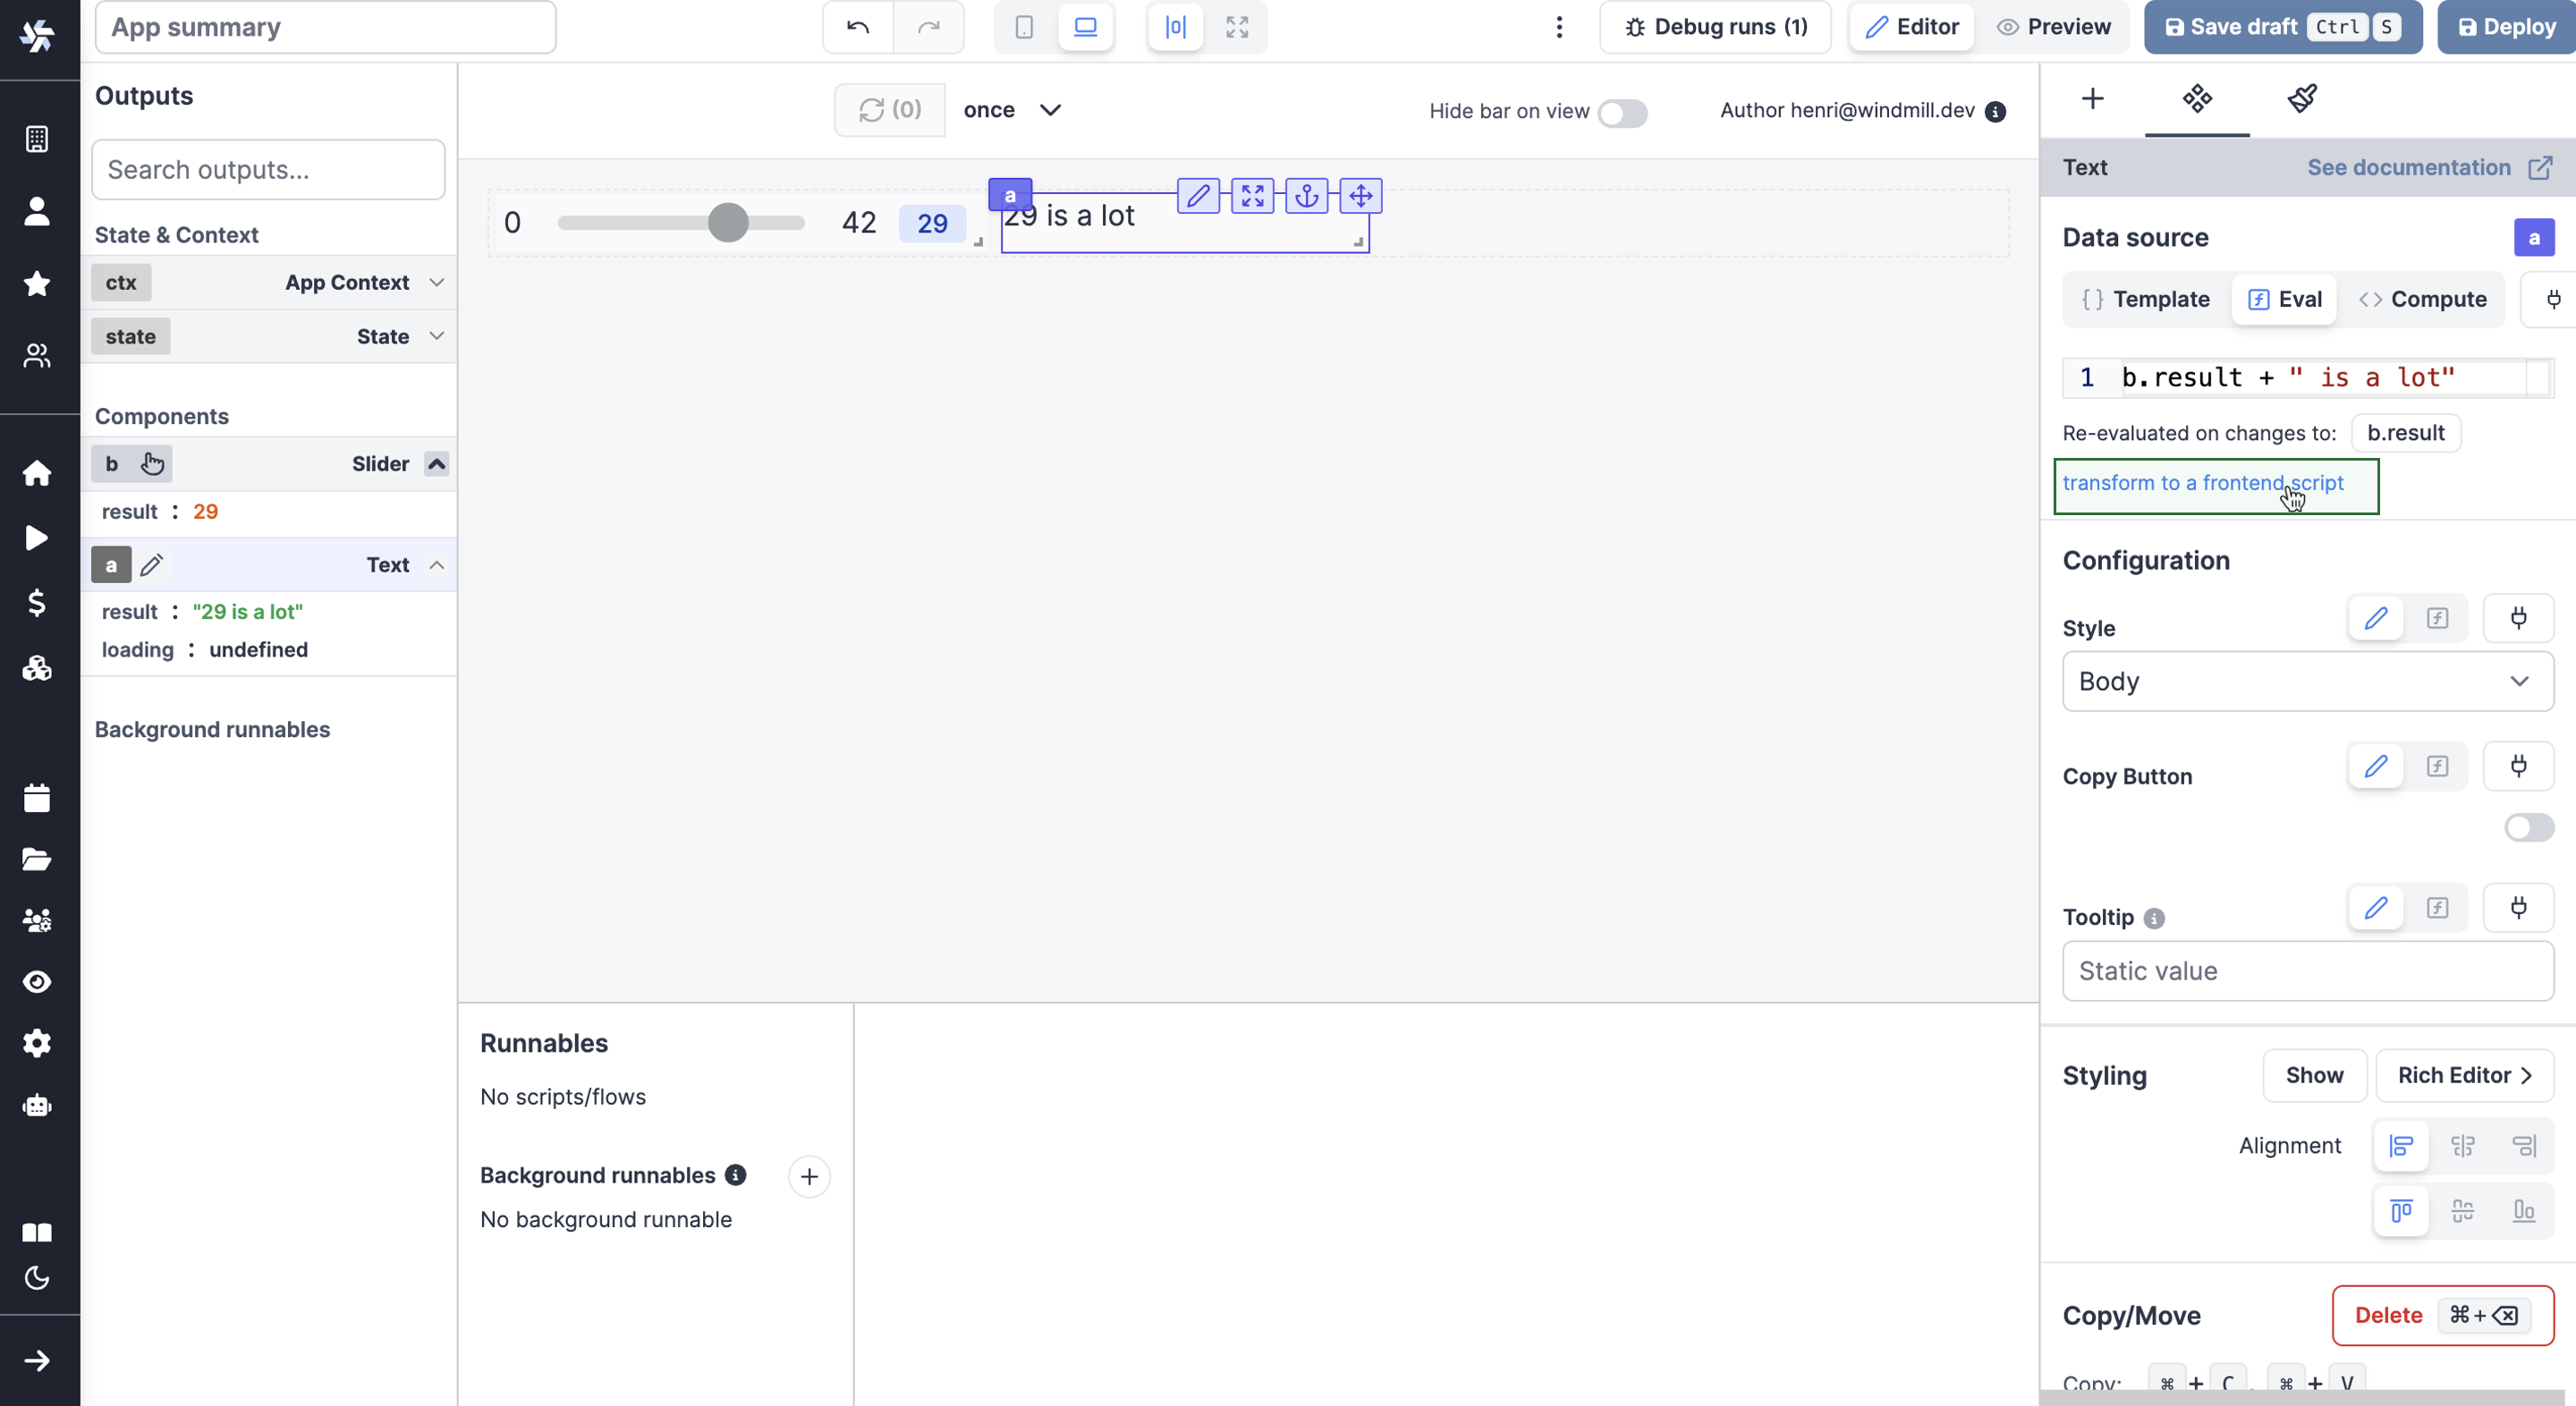 App summary
Debug runs (1)
Editor
Preview
Save draft Ctrl S
Deploy
Outputs
Search outputs...
State & Context
ctx App Context
state State
Components
b Slider
result : 29
a Text
result : "29 is a lot"
loading : undefined
Background runnables
(0) once
Hide bar on view
Author henri@windmill.dev
0 42 29
a
29 is a lot
Runnables
No scripts/flows
Background runnables
No background runnable
Text See documentation
Data source a
{ } Template Eval <> Compute
1 b.result + " is a lot"
Re-evaluated on changes to: b.result
transform to a frontend script
Configuration
Style
Body
Copy Button
Tooltip
Static value
Styling Show Rich Editor >
Alignment
Copy/Move Delete ⌘+⌫
Copy: ⌘ + C , ⌘ + V